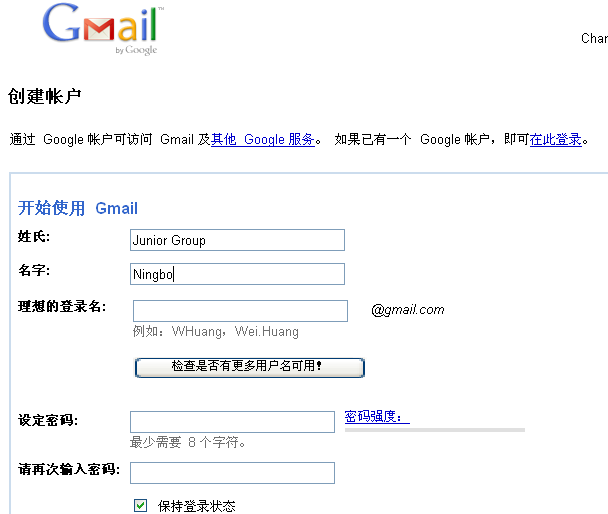 Gmail™
by Google
Chan
创建帐户
通过 Google 帐户可访问 Gmail 及其他 Google 服务。 如果已有一个 Google 帐户，即可在此登录。
开始使用 Gmail
姓氏: Junior Group
名字: Ningbo
理想的登录名: @gmail.com
例如：WHuang，Wei.Huang
检查是否有更多用户名可用！
设定密码: 密码强度：
最少需要 8 个字符。
请再次输入密码:
保持登录状态